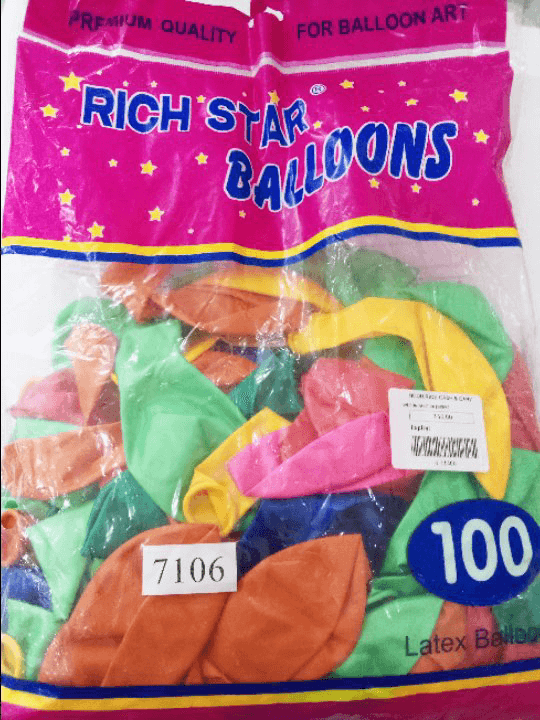 PREMIUM QUALITY
FOR BALLOON ART
RICH STAR®
BALLOONS
7106
100
Latex Balloo